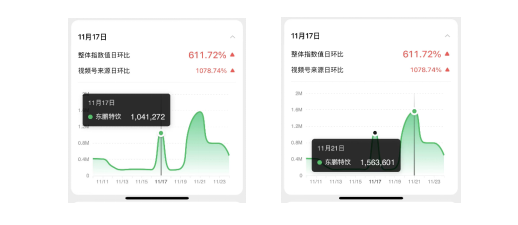 11月17日
整体指数值日环比 611.72%
视频号来源日环比 1078.74%
2M
11月17日
东鹏特饮 1,041,272
0.8M
0.4M
0
11/11 11/13 11/15 11/17 11/19 11/21 11/23
11月17日
整体指数值日环比 611.72%
视频号来源日环比 1078.74%
2M
1.6M
1.2M
0.8M
11月21日
东鹏特饮 1,563,601
0.4M
0
11/11 11/13 11/15 11/17 11/19 11/21 11/23